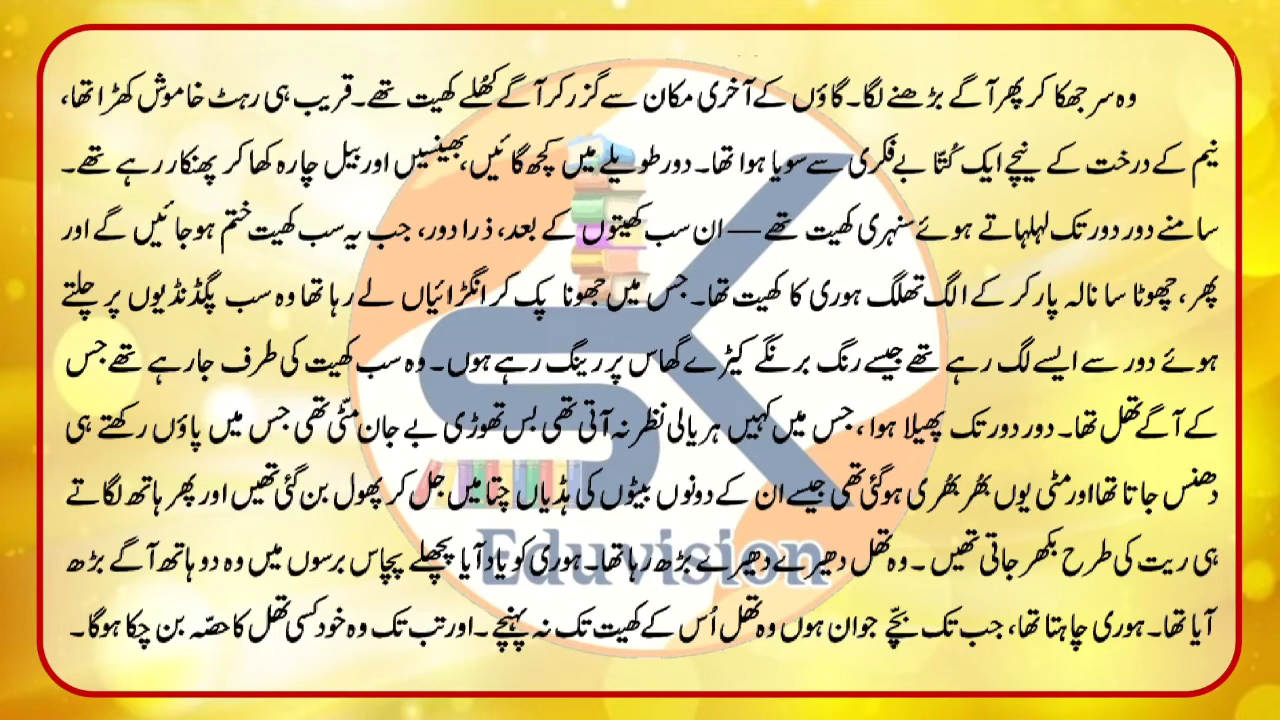 وہ سر جھکا کر پھر آگے بڑھنے لگا۔ گاؤں کے آخری مکان سے گزر کر آگے کُھلے کھیت تھے۔ قریب ہی رہٹ خاموش کھڑا تھا،
نیم کے درخت کے نیچے ایک کُتّا بے فکری سے سویا ہوا تھا۔ دور طویلے میں کچھ گائیں، بھینسیں اور بیل چارہ کھا کر پھنکار رہے تھے۔
سامنے دور دور تک لہلہاتے ہوئے سنہری کھیت تھے — ان سب کھیتوں کے بعد، ذرا دور، جب یہ سب کھیت ختم ہو جائیں گے اور
پھر، چھوٹا سا نالہ پار کر کے الگ تھلگ ہوری کا کھیت تھا۔ جس میں جھونا پک کر انگڑائیاں لے رہا تھا وہ سب پگڈنڈیوں پر چلتے
ہوئے دور سے ایسے لگ رہے تھے جیسے رنگ برنگے کیڑے گھاس پر رینگ رہے ہوں۔ وہ سب کھیت کی طرف جا رہے تھے جس
کے آگے تھل تھا۔ دور دور تک پھیلا ہوا، جس میں کہیں ہریالی نظر نہ آتی تھی بس تھوڑی بے جان مٹّی تھی جس میں پاؤں رکھتے ہی
دھنس جاتا تھا اور مٹی یوں بُھر بُھری ہو گئی تھی جیسے ان کے دونوں بیٹوں کی ہڈیاں چتا میں جل کر پھول بن گئی تھیں اور پھر ہاتھ لگاتے
ہی ریت کی طرح بکھر جاتی تھیں۔ وہ تھل دھیرے دھیرے بڑھ رہا تھا۔ ہوری کو یاد آیا پچھلے پچاس برسوں میں وہ دو ہاتھ آگے بڑھ
آیا تھا۔ ہوری چاہتا تھا، جب تک بچّے جوان ہوں وہ تھل اُس کے کھیت تک نہ پہنچے۔ اور تب تک وہ خود کسی تھل کا حصّہ بن چکا ہوگا۔
SK
Eduvision